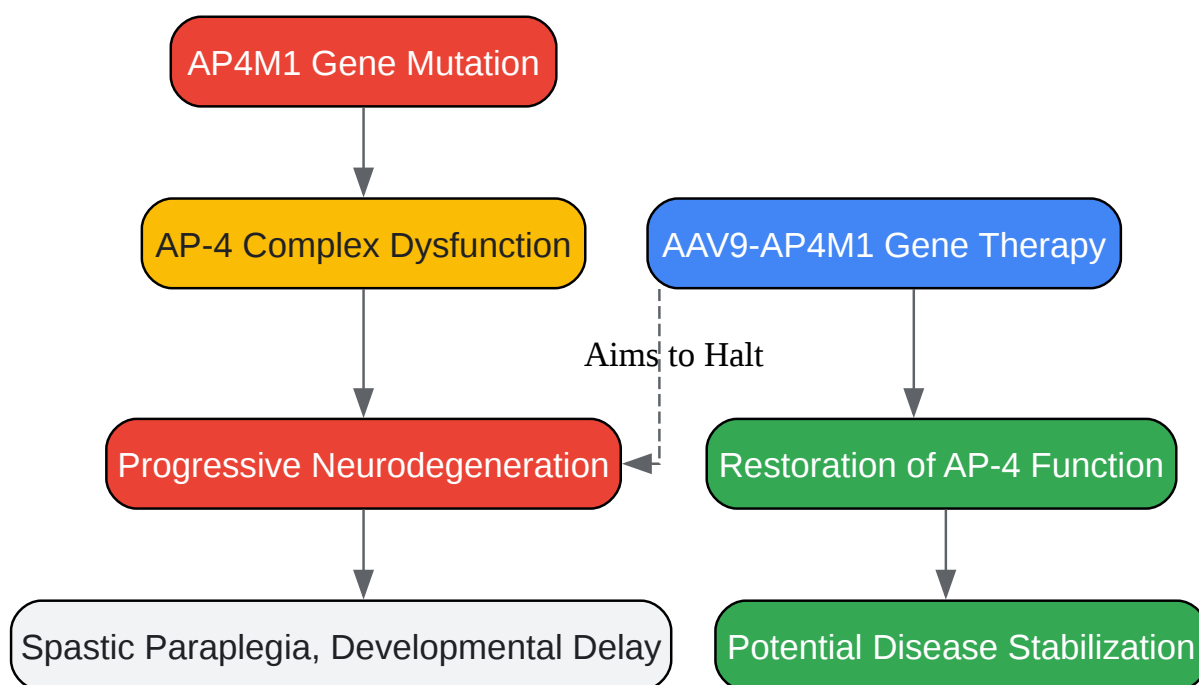 AP4M1 Gene Mutation
AP-4 Complex Dysfunction
AAV9-AP4M1 Gene Therapy
Aims to Halt
Progressive Neurodegeneration
Restoration of AP-4 Function
Spastic Paraplegia, Developmental Delay
Potential Disease Stabilization